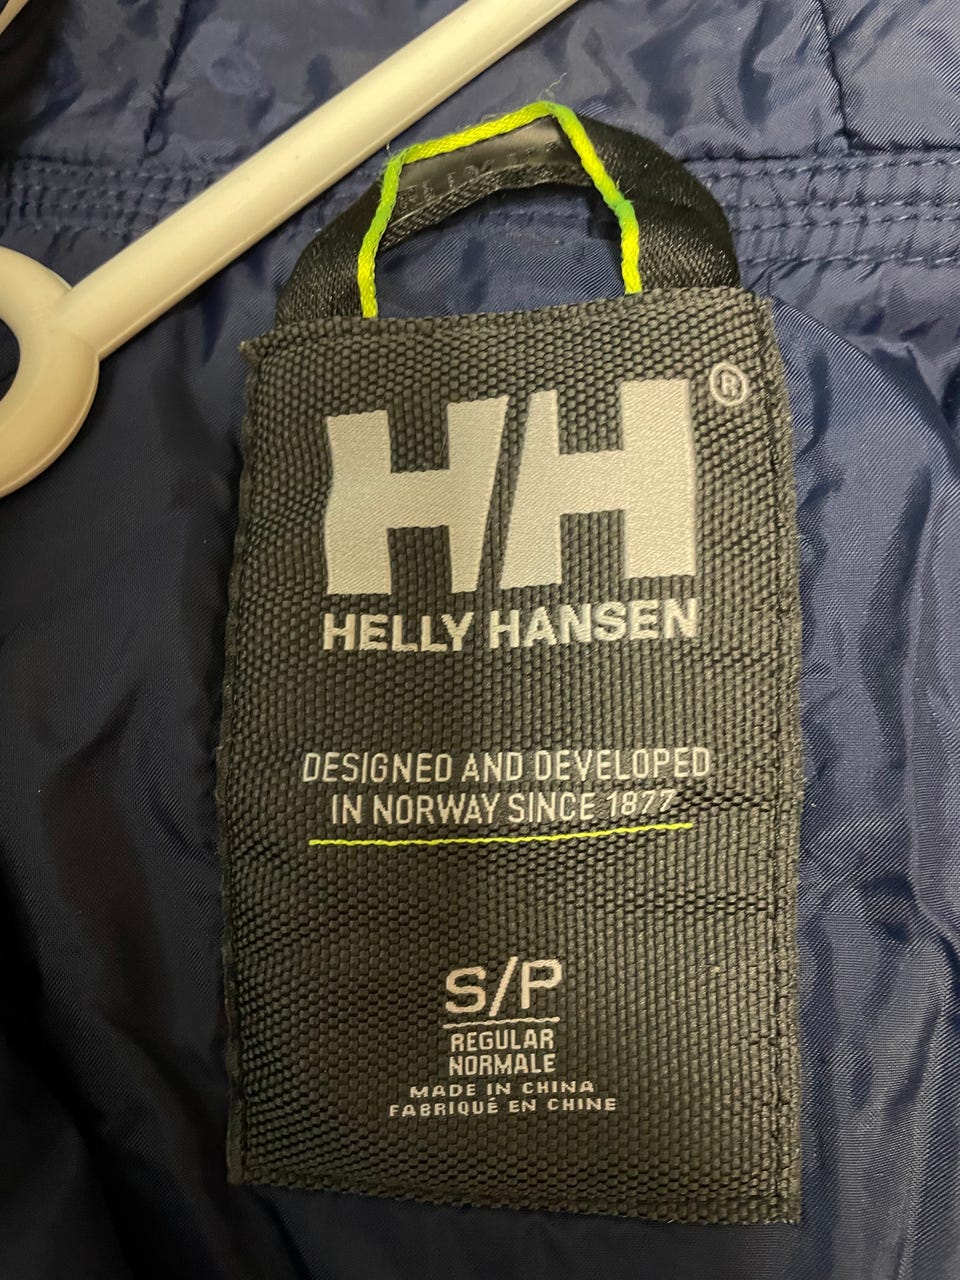 HH®
HELLY HANSEN
DESIGNED AND DEVELOPED
IN NORWAY SINCE 1877
S/P
REGULAR
NORMALE
MADE IN CHINA
FABRIQUÉ EN CHINE